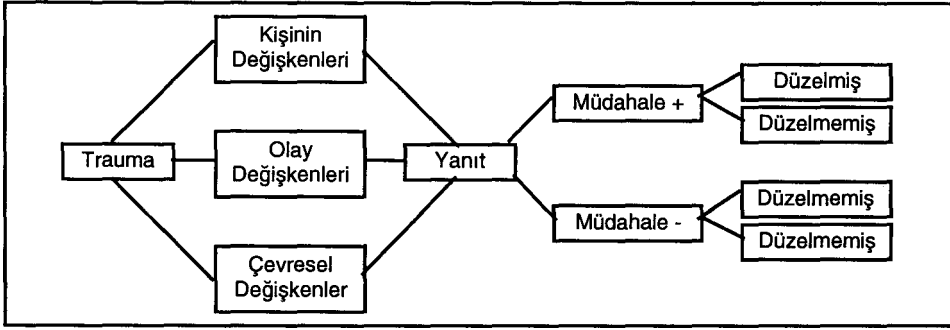 Kişinin
Değişkenleri
Trauma
Olay
Değişkenleri
Çevresel
Değişkenler
Yanıt
Müdahale +
Düzelmiş
Düzelmemiş
Müdahale -
Düzelmemiş
Düzelmemiş